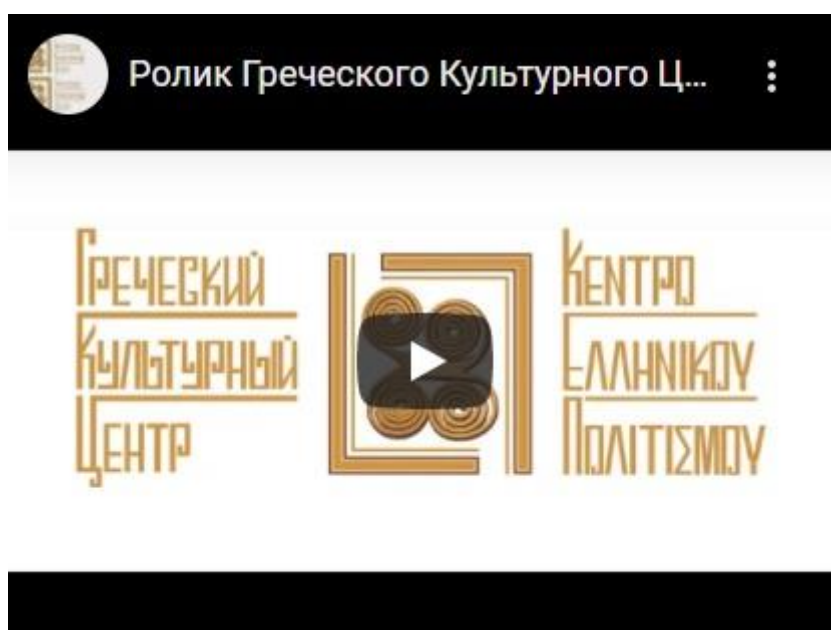 Ролик Греческого Культурного Ц...
Греческий
Культурный
Центр
Κεντρο
Ελληνικου
Πολιτισμου